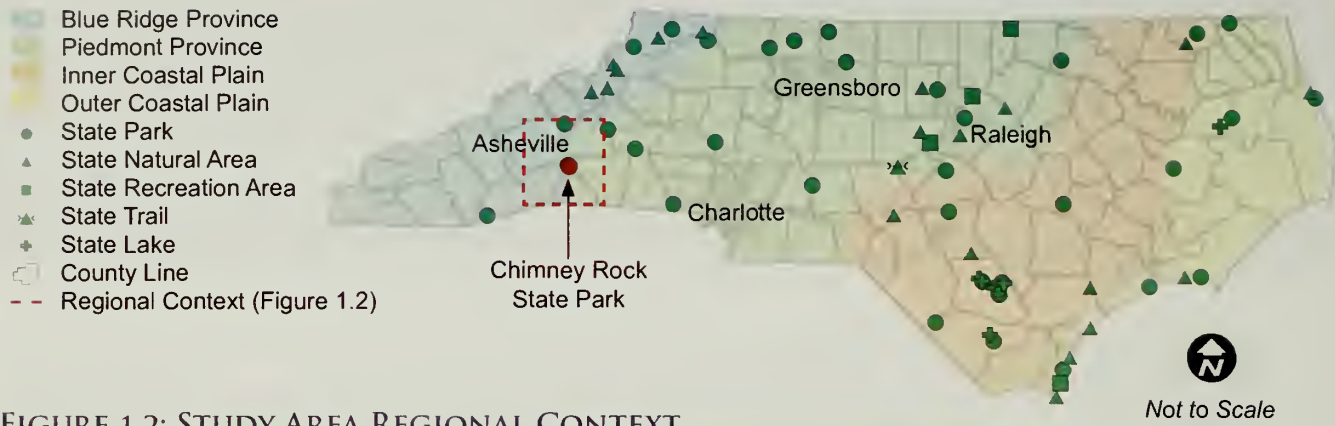 Blue Ridge Province
Piedmont Province
Inner Coastal Plain
Outer Coastal Plain
State Park
State Natural Area
State Recreation Area
State Trail
State Lake
County Line
Regional Context (Figure 1.2)
Greensboro
Raleigh
Asheville
Charlotte
Chimney Rock
State Park
N
Not to Scale
FIGURE 1.2: STUDY AREA REGIONAL CONTEXT